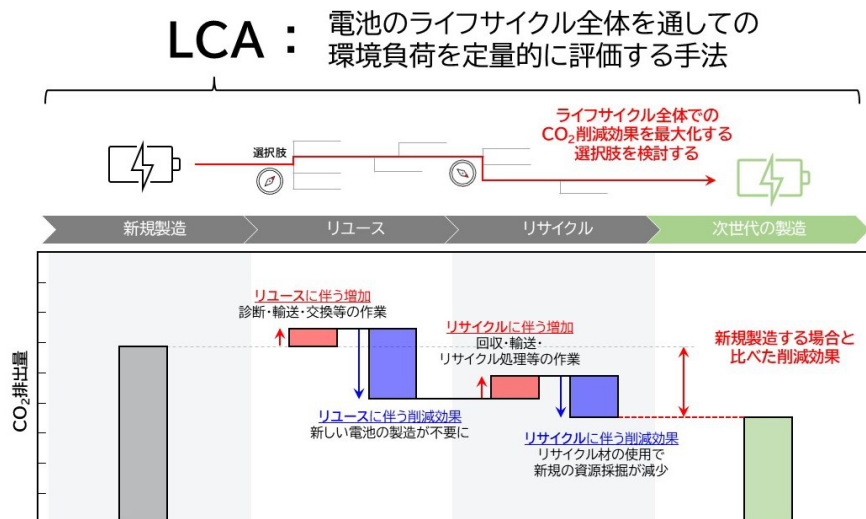 LCA : 電池のライフサイクル全体を通しての
環境負荷を定量的に評価する手法
ライフサイクル全体での
CO₂削減効果を最大化する
選択肢を検討する
選択肢
新規製造
リユース
リサイクル
次世代の製造
CO₂排出量
リユースに伴う増加
診断・輸送・交換等の作業
リユースに伴う削減効果
新しい電池の製造が不要に
リサイクルに伴う増加
回収・輸送・
リサイクル処理等の作業
リサイクルに伴う削減効果
リサイクル材の使用で
新規の資源採掘が減少
新規製造する場合と
比べた削減効果